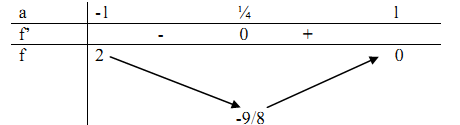 a -1 ¼ 1
f’ - 0 +
f 2 0
-9/8